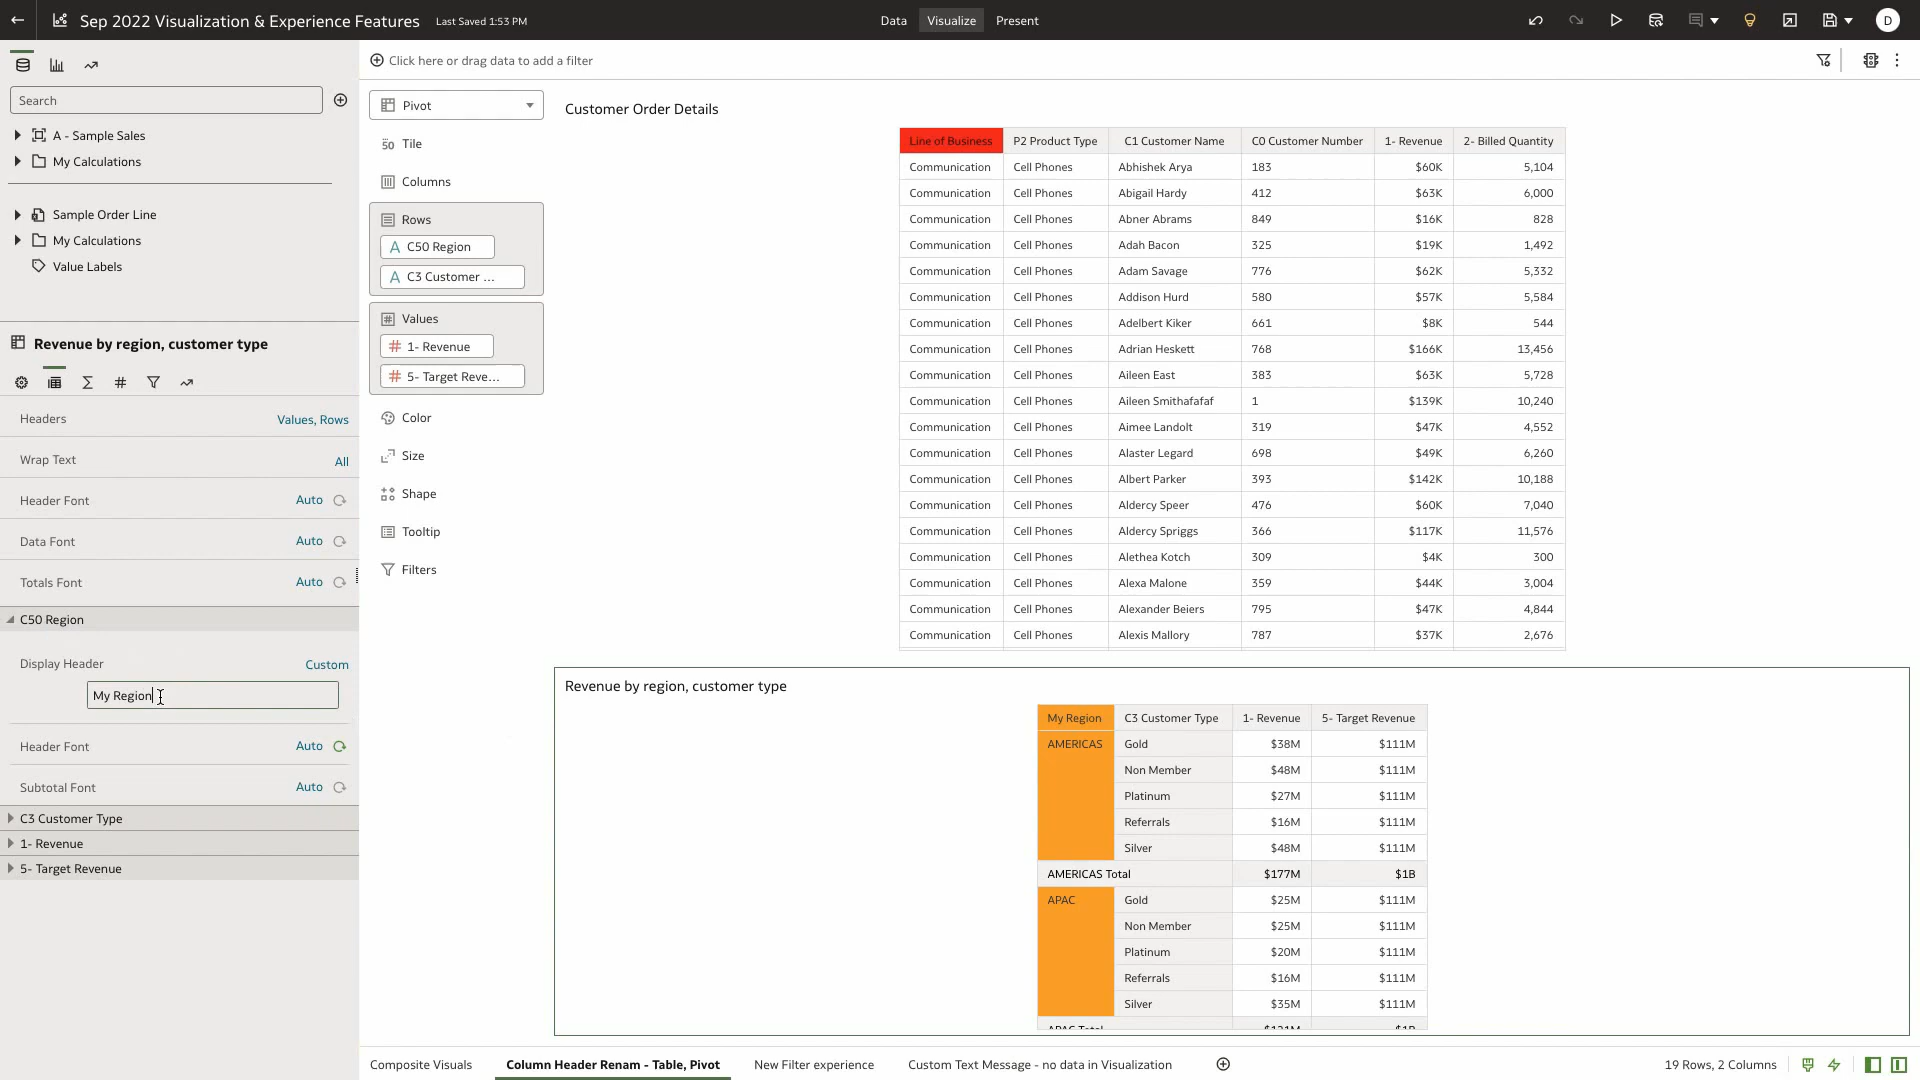 Sep 2022 Visualization & Experience Features
Last Saved 1:53 PM
Data
Visualize
Present
D
Search
A - Sample Sales
My Calculations
Sample Order Line
My Calculations
Value Labels
Revenue by region, customer type
Headers
Values, Rows
Wrap Text
All
Header Font
Auto
Data Font
Auto
Totals Font
Auto
C50 Region
Display Header
Custom
My Region
Header Font
Auto
Subtotal Font
Auto
C3 Customer Type
1- Revenue
5- Target Revenue
Click here or drag data to add a filter
Pivot
50 Tile
Columns
Rows
A C50 Region
A C3 Customer ...
Values
# 1- Revenue
# 5- Target Reve...
Color
Size
Shape
Tooltip
Filters
Customer Order Details
Line of Business P2 Product Type C1 Customer Name C0 Customer Number 1- Revenue 2- Billed Quantity
Communication Cell Phones Abhishek Arya 183 $60K 5,104
Communication Cell Phones Abigail Hardy 412 $63K 6,000
Communication Cell Phones Abner Abrams 849 $16K 828
Communication Cell Phones Adah Bacon 325 $19K 1,492
Communication Cell Phones Adam Savage 776 $62K 5,332
Communication Cell Phones Addison Hurd 580 $57K 5,584
Communication Cell Phones Adelbert Kiker 661 $8K 544
Communication Cell Phones Adrian Heskett 768 $166K 13,456
Communication Cell Phones Aileen East 383 $63K 5,728
Communication Cell Phones Aileen Smithafafaf 1 $139K 10,240
Communication Cell Phones Aimee Landolt 319 $47K 4,552
Communication Cell Phones Alaster Legard 698 $49K 6,260
Communication Cell Phones Albert Parker 393 $142K 10,188
Communication Cell Phones Aldercy Speer 476 $60K 7,040
Communication Cell Phones Aldercy Spriggs 366 $117K 11,576
Communication Cell Phones Alethea Kotch 309 $4K 300
Communication Cell Phones Alexa Malone 359 $44K 3,004
Communication Cell Phones Alexander Beiers 795 $47K 4,844
Communication Cell Phones Alexis Mallory 787 $37K 2,676
Revenue by region, customer type
My Region C3 Customer Type 1- Revenue 5- Target Revenue
AMERICAS Gold $38M $111M
Non Member $48M $111M
Platinum $27M $111M
Referrals $16M $111M
Silver $48M $111M
AMERICAS Total $177M $1B
APAC Gold $25M $111M
Non Member $25M $111M
Platinum $20M $111M
Referrals $16M $111M
Silver $35M $111M
APAC Total $121M $1B
Composite Visuals
Column Header Renam - Table, Pivot
New Filter experience
Custom Text Message - no data in Visualization
19 Rows, 2 Columns